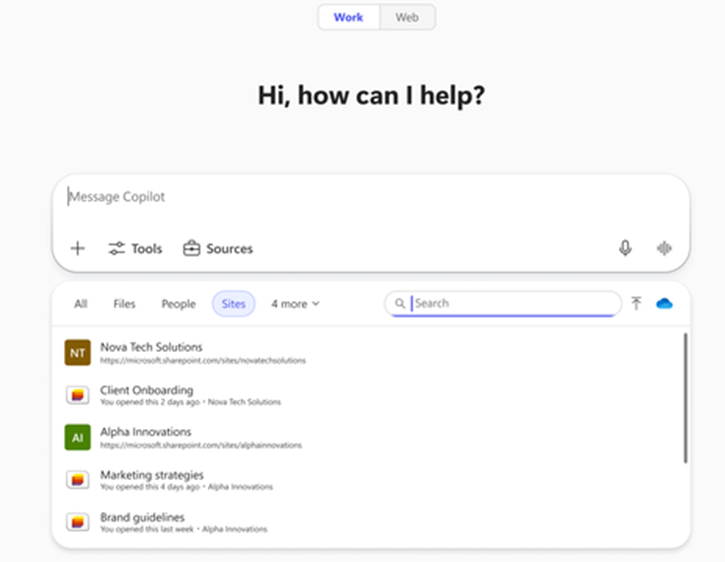 Work Web
Hi, how can I help?
Message Copilot
Tools Sources
All Files People Sites 4 more Search
NT Nova Tech Solutions
https://microsoft.sharepoint.com/sites/novatechsolutions
Client Onboarding
You opened this 2 days ago • Nova Tech Solutions
AI Alpha Innovations
https://microsoft.sharepoint.com/sites/alphainnovations
Marketing strategies
You opened this 4 days ago • Alpha Innovations
Brand guidelines
You opened this last week • Alpha Innovations